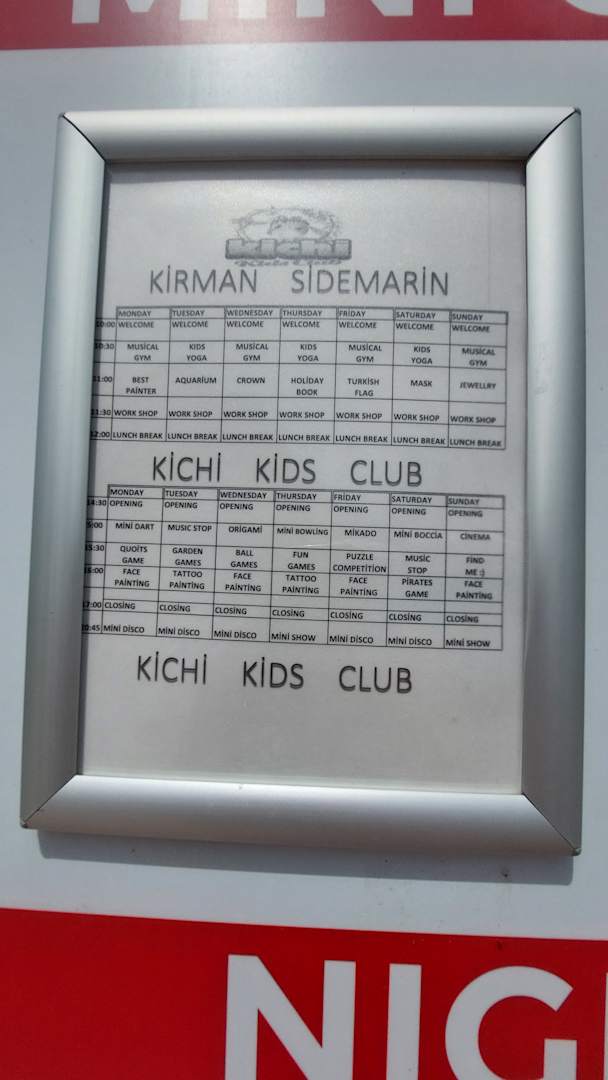 MINI
kichi
Kids Club
KİRMAN SİDEMARİN
MONDAY TUESDAY WEDNESDAY THURSDAY FRİDAY SATURDAY SUNDAY
10:00 WELCOME WELCOME WELCOME WELCOME WELCOME WELCOME WELCOME
10:30 MUSİCAL GYM KIDS YOGA MUSİCAL GYM KIDS YOGA MUSİCAL GYM KIDS YOGA MUSİCAL GYM
11:00 BEST PAİNTER AQUARİUM CROWN HOLİDAY BOOK TURKİSH FLAG MASK JEWELLRY
11:30 WORK SHOP WORK SHOP WORK SHOP WORK SHOP WORK SHOP WORK SHOP WORK SHOP
12:00 LUNCH BREAK LUNCH BREAK LUNCH BREAK LUNCH BREAK LUNCH BREAK LUNCH BREAK LUNCH BREAK
KİCHİ KİDS CLUB
MONDAY TUESDAY WEDNESDAY THURSDAY FRİDAY SATURDAY SUNDAY
14:30 OPENING OPENING OPENING OPENING OPENING OPENING OPENING
5:00 MİNİ DART MUSIC STOP ORİGAMİ MİNİ BOWLİNG MİKADO MİNİ BOCCİA CİNEMA
15:30 QUOİTS GAME GARDEN GAMES BALL GAMES FUN GAMES PUZZLE COMPETİTİON MUSİC STOP FİND ME :)
16:00 FACE PAİNTİNG TATTOO PAİNTİNG FACE PAİNTİNG TATTOO PAİNTİNG FACE PAİNTİNG PİRATES GAME FACE PAİNTİNG
17:00 CLOSİNG CLOSİNG CLOSİNG CLOSİNG CLOSİNG CLOSİNG CLOSİNG
20:45 MİNİ DİSCO MİNİ DİSCO MİNİ DİSCO MİNİ SHOW MİNİ DİSCO MİNİ DİSCO MİNİ SHOW
KİCHİ KİDS CLUB
NIG